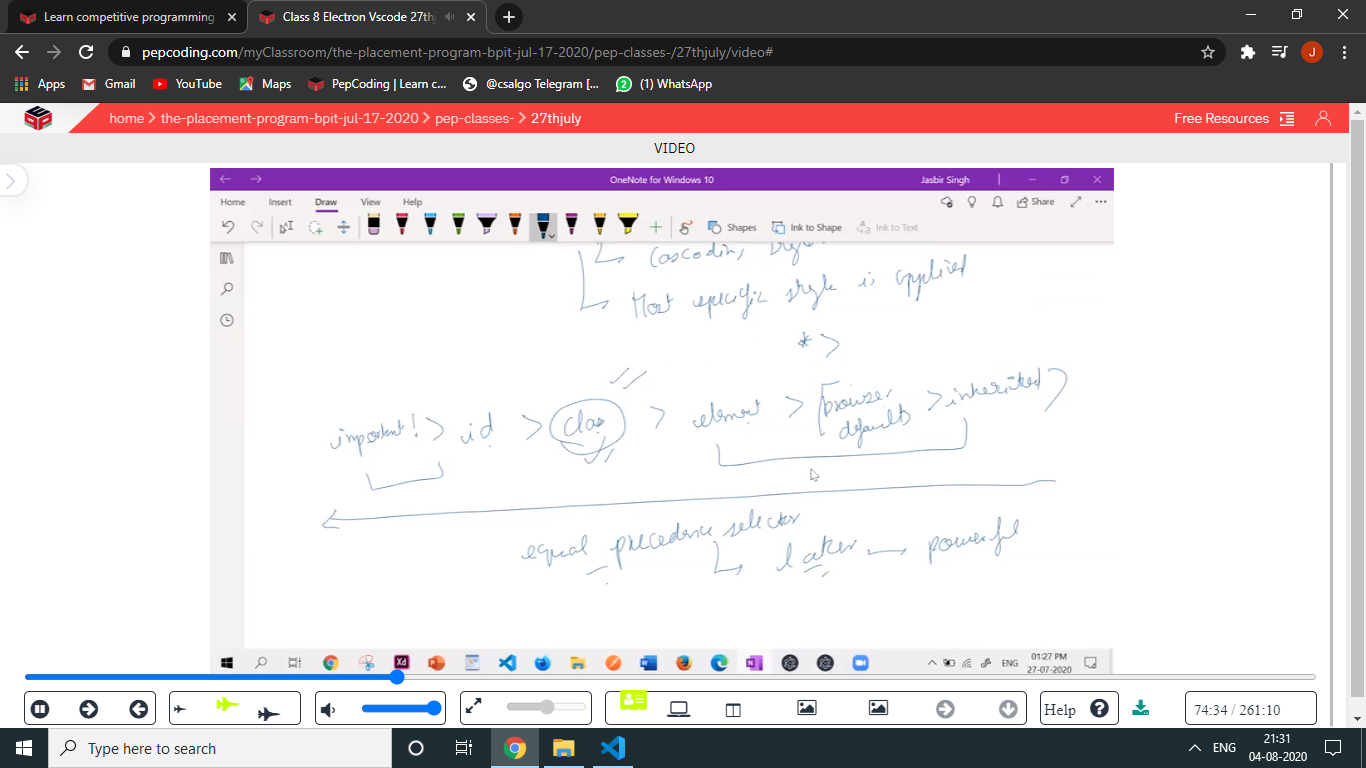 Learn competitive programming
Class 8 Electron Vscode 27th
pepcoding.com/myClassroom/the-placement-program-bpit-jul-17-2020/pep-classes-/27thjuly/video#
J
Apps Gmail YouTube Maps PepCoding | Learn c... @csalgo Telegram [... (1) WhatsApp
home > the-placement-program-bpit-jul-17-2020 > pep-classes- > 27thjuly
Free Resources
VIDEO
OneNote for Windows 10 Jasbir Singh
Home Insert Draw View Help
Share
Shapes Ink to Shape Ink to Text
Most specific style is applied
* >
important! > id > class > element > [browser defaults > inherited)
equal precedence selector
later — powerful
ENG 01:27 PM
27-07-2020
Help ?
74:34 / 261:10
Type here to search
ENG 21:31
04-08-2020